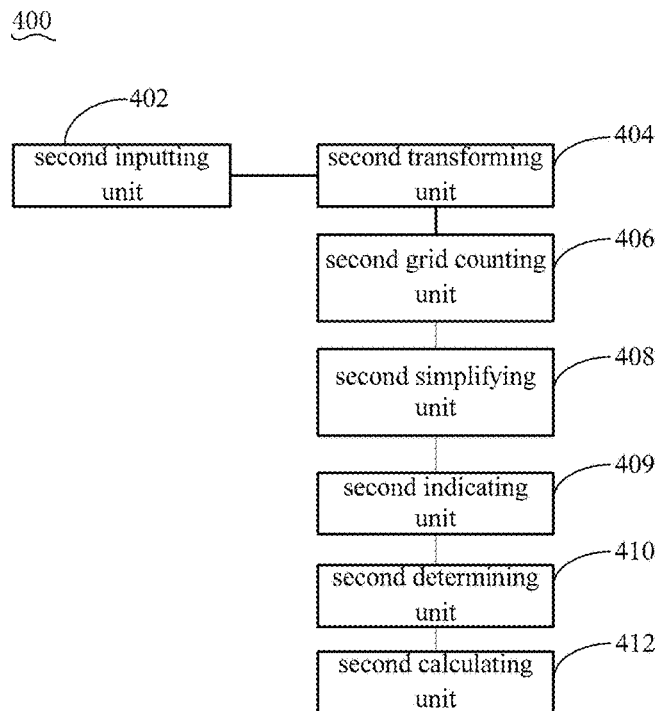 400
402
second inputting
unit
404
second transforming
unit
406
second grid counting
unit
408
second simplifying
unit
409
second indicating
unit
410
second determining
unit
412
second calculating
unit